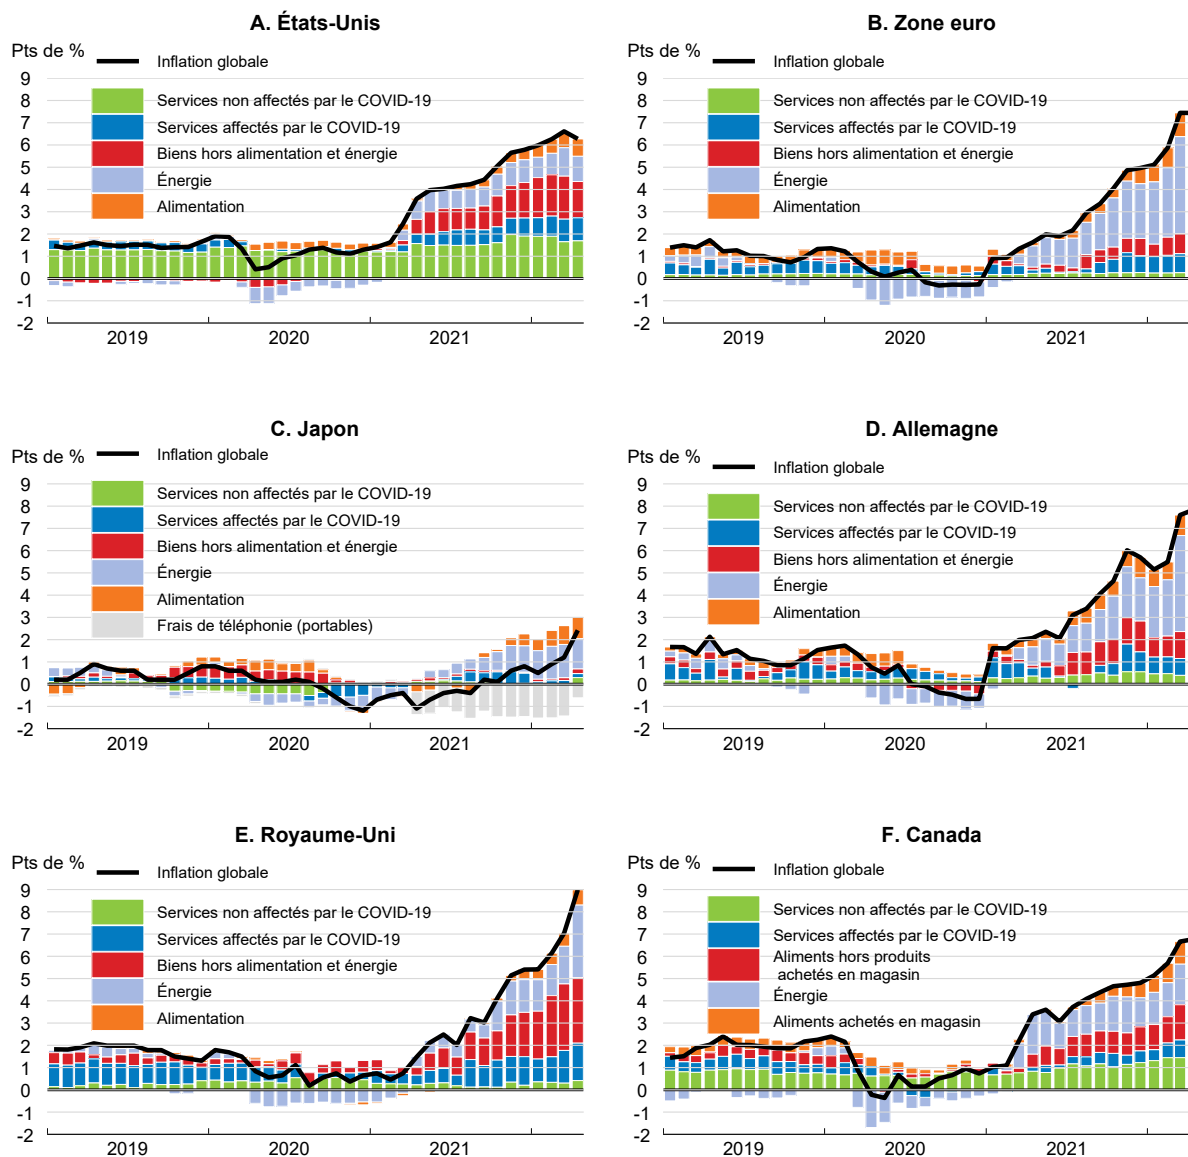 A. États-Unis
Pts de %
Inflation globale
9
8
7
6
5
4
3
2
1
0
-1
-2
Services non affectés par le COVID-19
Services affectés par le COVID-19
Biens hors alimentation et énergie
Énergie
Alimentation
2019
2020
2021
B. Zone euro
Pts de %
Inflation globale
9
8
7
6
5
4
3
2
1
0
-1
-2
Services non affectés par le COVID-19
Services affectés par le COVID-19
Biens hors alimentation et énergie
Énergie
Alimentation
2019
2020
2021
C. Japon
Pts de %
Inflation globale
9
8
7
6
5
4
3
2
1
0
-1
-2
Services non affectés par le COVID-19
Services affectés par le COVID-19
Biens hors alimentation et énergie
Énergie
Alimentation
Frais de téléphonie (portables)
2019
2020
2021
D. Allemagne
Pts de %
Inflation globale
9
8
7
6
5
4
3
2
1
0
-1
-2
Services non affectés par le COVID-19
Services affectés par le COVID-19
Biens hors alimentation et énergie
Énergie
Alimentation
2019
2020
2021
E. Royaume-Uni
Pts de %
Inflation globale
9
8
7
6
5
4
3
2
1
0
-1
-2
Services non affectés par le COVID-19
Services affectés par le COVID-19
Biens hors alimentation et énergie
Énergie
Alimentation
2019
2020
2021
F. Canada
Pts de %
Inflation globale
9
8
7
6
5
4
3
2
1
0
-1
-2
Services non affectés par le COVID-19
Services affectés par le COVID-19
Aliments hors produits
achetés en magasin
Énergie
Aliments achetés en magasin
2019
2020
2021